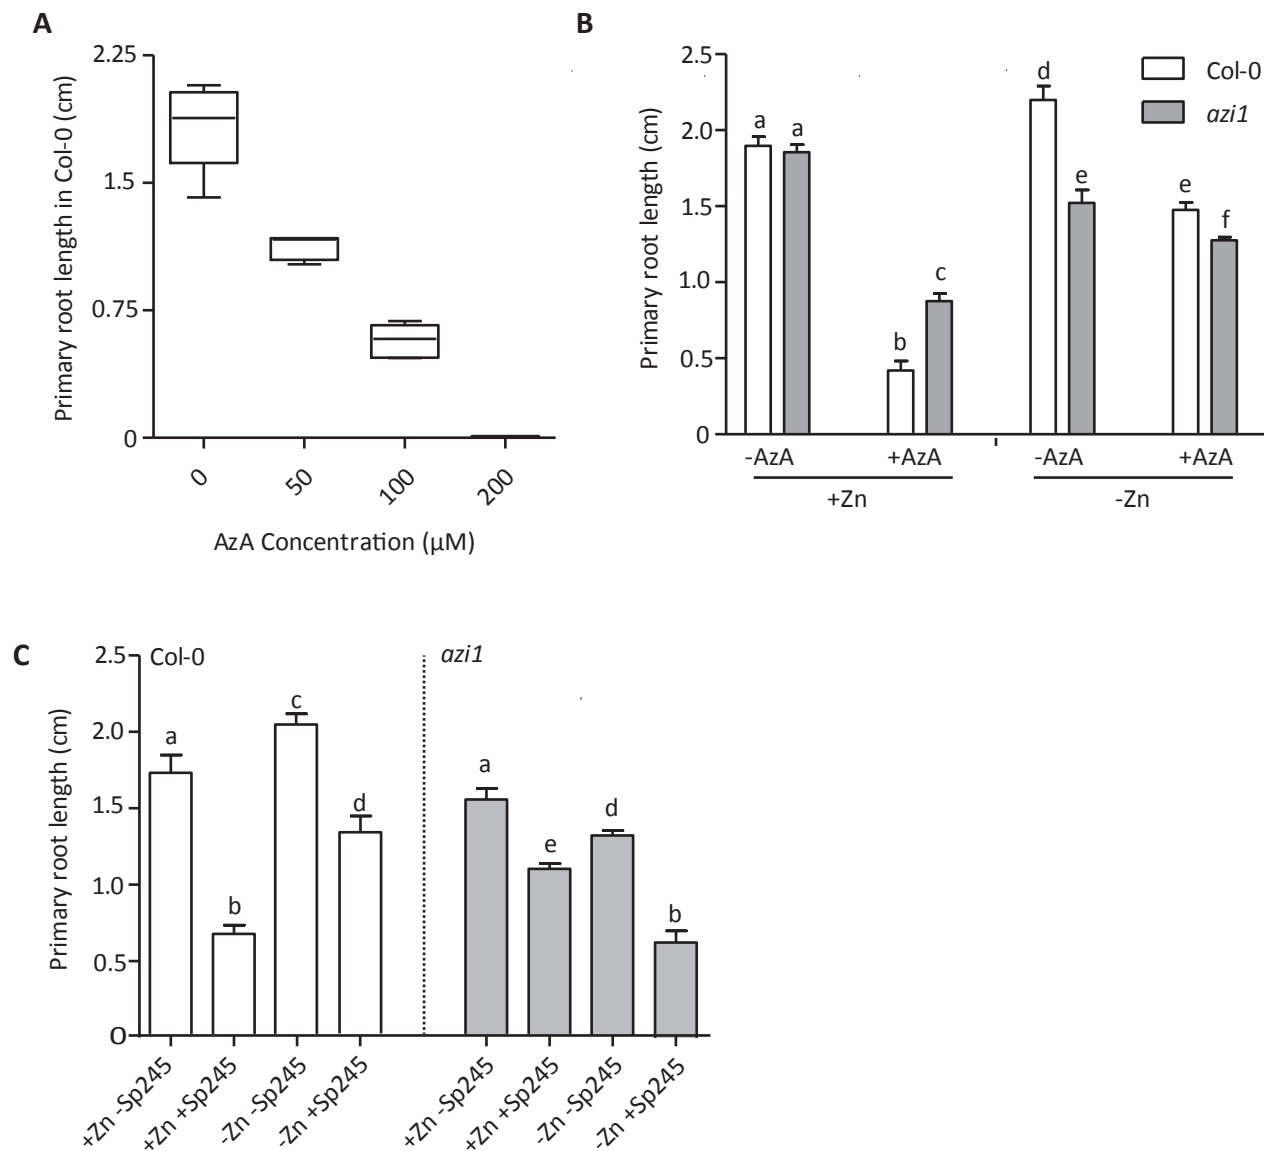 A
Primary root length in Col-0 (cm)
2.25
1.5
0.75
0
0 50 100 200
AzA Concentration (μM)
B
Primary root length (cm)
2.5
2.0
1.5
1.0
0.5
0
Col-0
azi1
a a b c d e e f
-AzA +AzA -AzA +AzA
+Zn -Zn
C
Primary root length (cm)
2.5
2.0
1.5
1.0
0.5
0
Col-0 azi1
a b c d a e d b
+Zn -Sp245
+Zn +Sp245
-Zn -Sp245
-Zn +Sp245
+Zn -Sp245
+Zn +Sp245
-Zn -Sp245
-Zn +Sp245